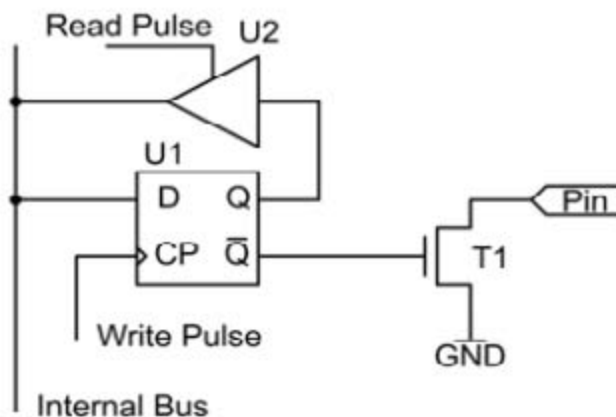 Read Pulse
U2
U1
D
Q
CP
Q̅
Pin
T1
Write Pulse
GND
Internal Bus